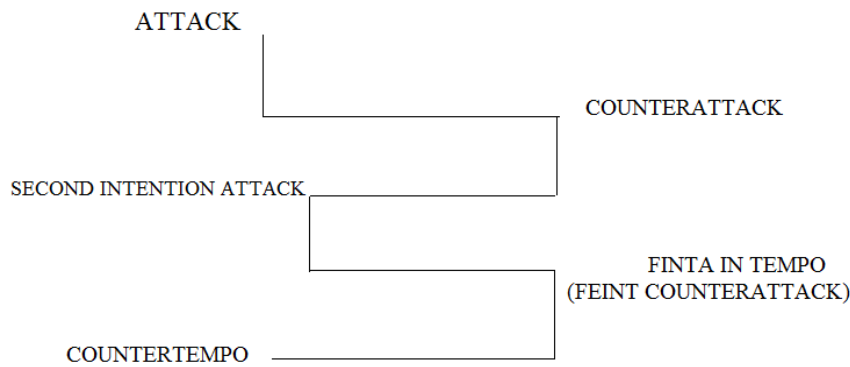 ATTACK
COUNTERATTACK
SECOND INTENTION ATTACK
FINTA IN TEMPO
(FEINT COUNTERATTACK)
COUNTERTEMPO